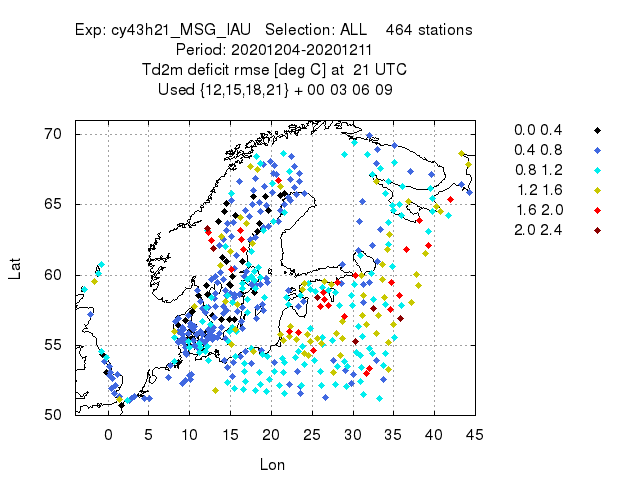 Exp: cy43h21_MSG_IAU Selection: ALL 464 stations
Period: 20201204-20201211
Td2m deficit rmse [deg C] at 21 UTC
Used {12,15,18,21} + 00 03 06 09
0.0 0.4
0.4 0.8
0.8 1.2
1.2 1.6
1.6 2.0
2.0 2.4
70
65
60
55
50
Lat
0 5 10 15 20 25 30 35 40 45
Lon